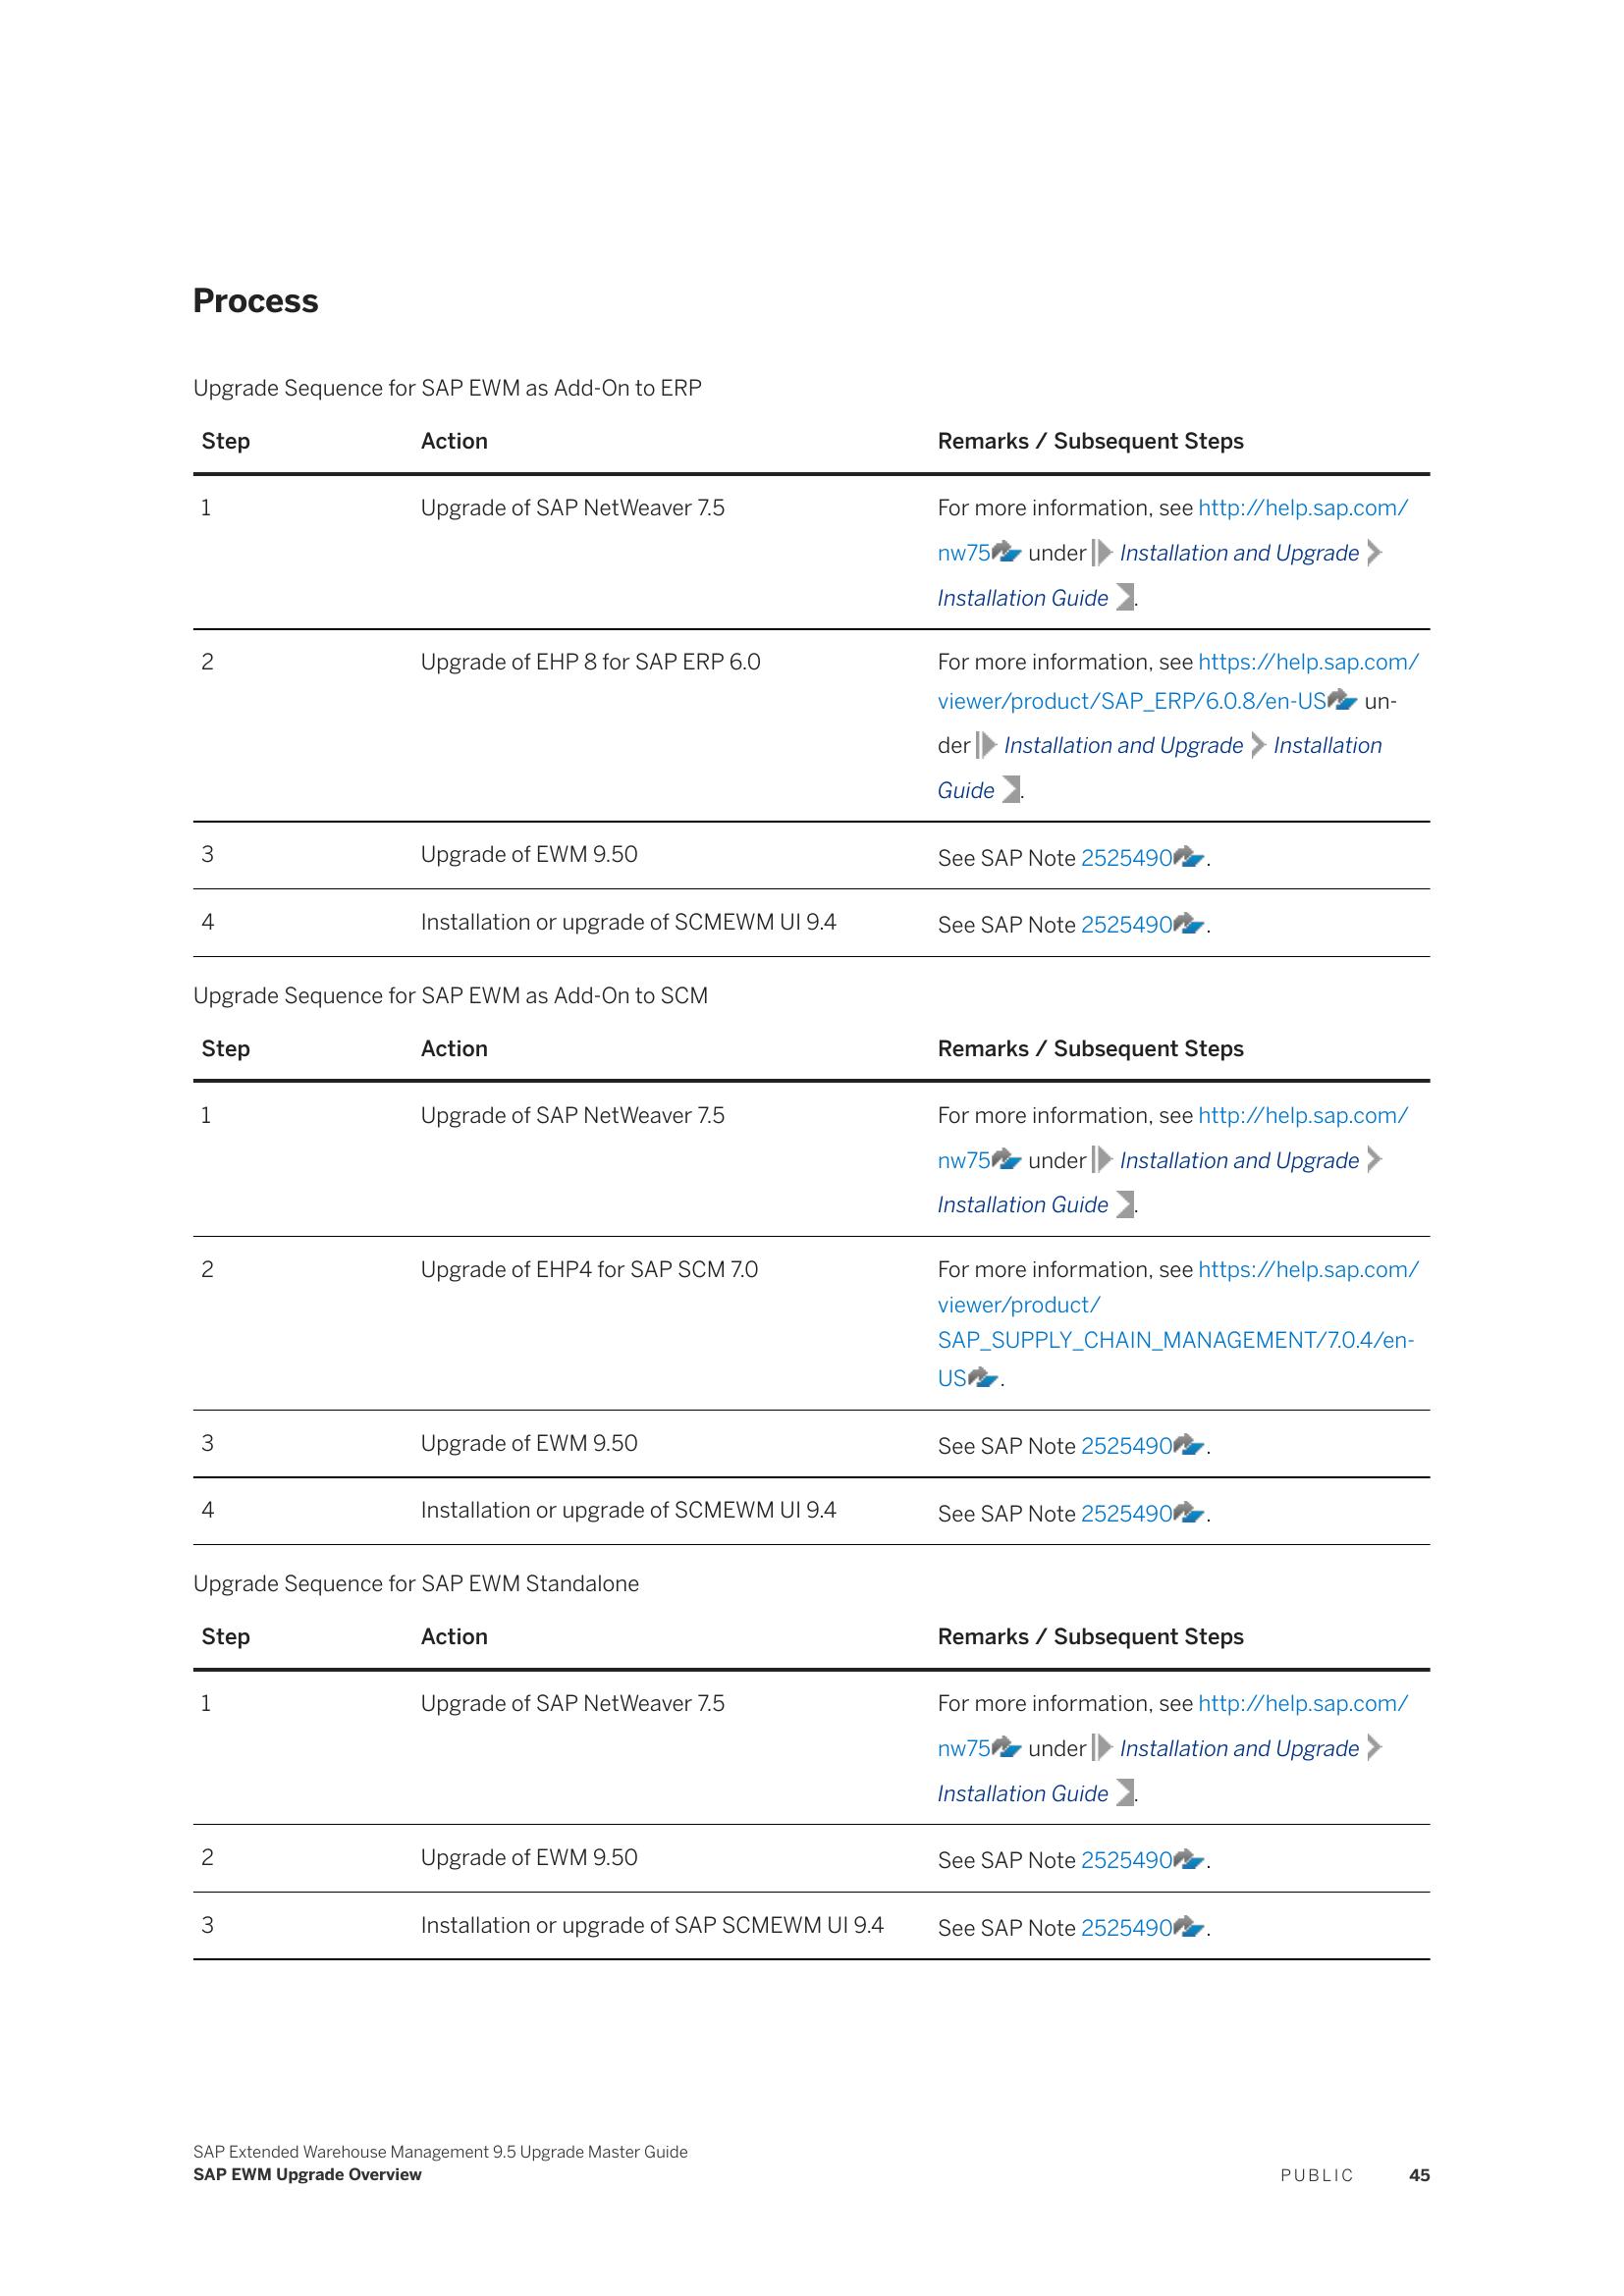 Process
Upgrade Sequence for SAP EWM as Add-On to ERP
Step Action Remarks / Subsequent Steps
1 Upgrade of SAP NetWeaver 7.5 For more information, see http://help.sap.com/
nw75 under Installation and Upgrade
Installation Guide .
2 Upgrade of EHP 8 for SAP ERP 6.0 For more information, see https://help.sap.com/
viewer/product/SAP_ERP/6.0.8/en-US un-
der Installation and Upgrade Installation
Guide .
3 Upgrade of EWM 9.50 See SAP Note 2525490 .
4 Installation or upgrade of SCMEWM UI 9.4 See SAP Note 2525490 .
Upgrade Sequence for SAP EWM as Add-On to SCM
Step Action Remarks / Subsequent Steps
1 Upgrade of SAP NetWeaver 7.5 For more information, see http://help.sap.com/
nw75 under Installation and Upgrade
Installation Guide .
2 Upgrade of EHP4 for SAP SCM 7.0 For more information, see https://help.sap.com/
viewer/product/
SAP_SUPPLY_CHAIN_MANAGEMENT/7.0.4/en-
US .
3 Upgrade of EWM 9.50 See SAP Note 2525490 .
4 Installation or upgrade of SCMEWM UI 9.4 See SAP Note 2525490 .
Upgrade Sequence for SAP EWM Standalone
Step Action Remarks / Subsequent Steps
1 Upgrade of SAP NetWeaver 7.5 For more information, see http://help.sap.com/
nw75 under Installation and Upgrade
Installation Guide .
2 Upgrade of EWM 9.50 See SAP Note 2525490 .
3 Installation or upgrade of SAP SCMEWM UI 9.4 See SAP Note 2525490 .
SAP Extended Warehouse Management 9.5 Upgrade Master Guide
SAP EWM Upgrade Overview PUBLIC 45